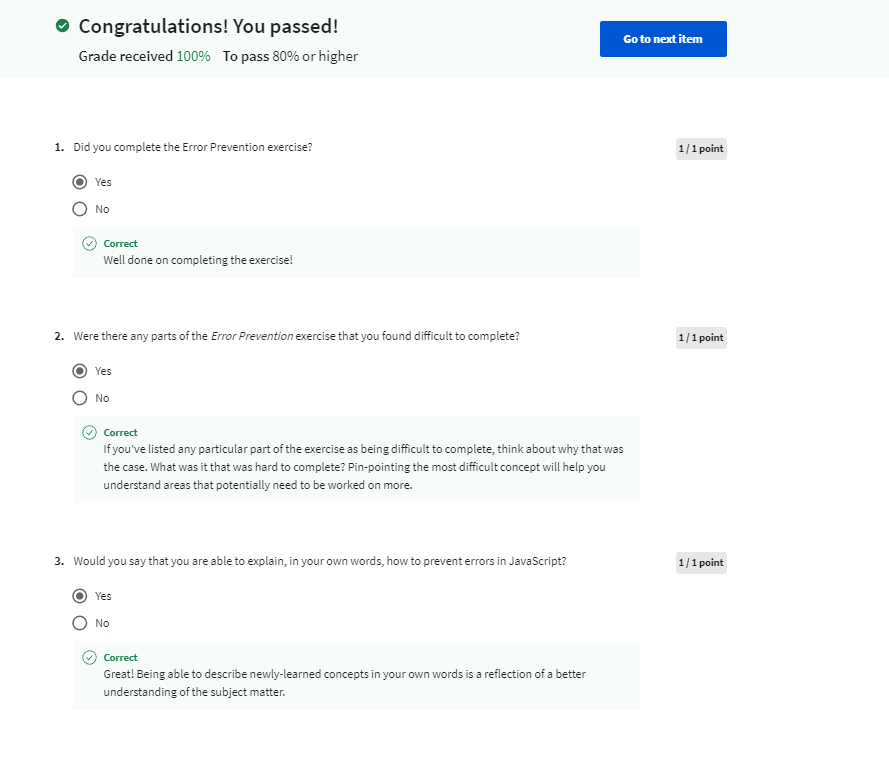 Congratulations! You passed!
Grade received 100% To pass 80% or higher
Go to next item
1. Did you complete the Error Prevention exercise?
1 / 1 point
Yes
No
Correct
Well done on completing the exercise!
2. Were there any parts of the Error Prevention exercise that you found difficult to complete?
1 / 1 point
Yes
No
Correct
If you've listed any particular part of the exercise as being difficult to complete, think about why that was
the case. What was it that was hard to complete? Pin-pointing the most difficult concept will help you
understand areas that potentially need to be worked on more.
3. Would you say that you are able to explain, in your own words, how to prevent errors in JavaScript?
1 / 1 point
Yes
No
Correct
Great! Being able to describe newly-learned concepts in your own words is a reflection of a better
understanding of the subject matter.